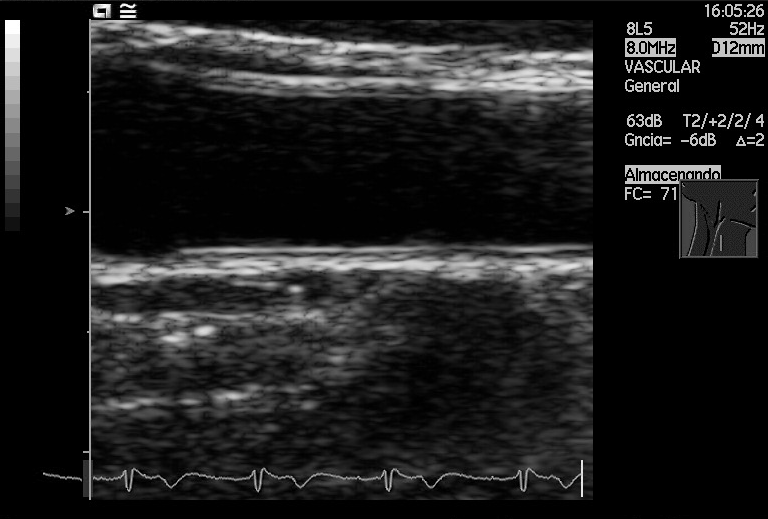 16:05:26
8L5 52Hz
8.0MHz D12mm
VASCULAR
General
63dB T2/+2/2/ 4
Gncia= -6dB Δ=2
Almacenando
FC= 71